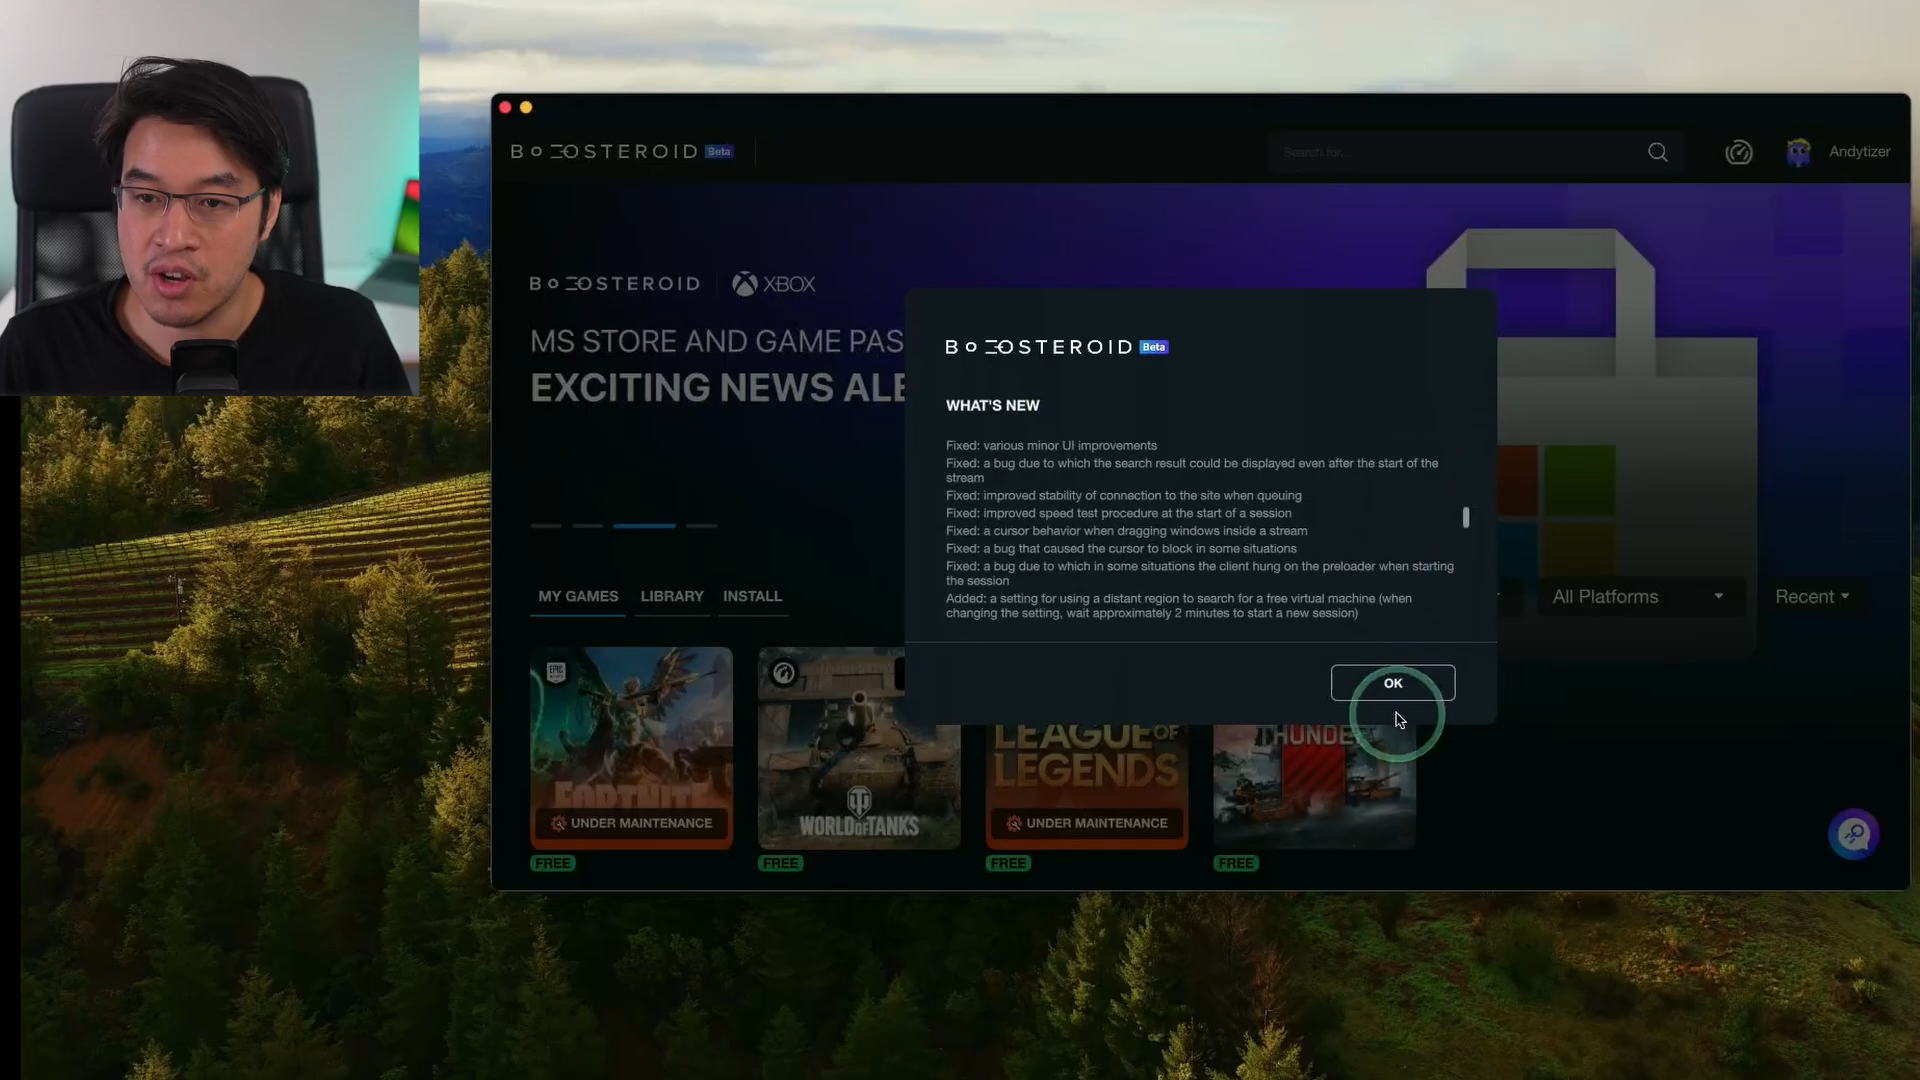 BOOSTEROID Beta
Search for...
Andytizer
BOOSTEROID
XBOX
MS STORE AND GAME PAS
EXCITING NEWS ALE
BOOSTEROID Beta
WHAT'S NEW
Fixed: various minor UI improvements
Fixed: a bug due to which the search result could be displayed even after the start of the
stream
Fixed: improved stability of connection to the site when queuing
Fixed: improved speed test procedure at the start of a session
Fixed: a cursor behavior when dragging windows inside a stream
Fixed: a bug that caused the cursor to block in some situations
Fixed: a bug due to which in some situations the client hung on the preloader when starting
the session
Added: a setting for using a distant region to search for a free virtual machine (when
changing the setting, wait approximately 2 minutes to start a new session)
OK
MY GAMES
LIBRARY
INSTALL
All Platforms
Recent
EPIC
FORTNITE
UNDER MAINTENANCE
FREE
WORLD OF TANKS
FREE
LEAGUE OF
LEGENDS
UNDER MAINTENANCE
FREE
THUNDE
FREE